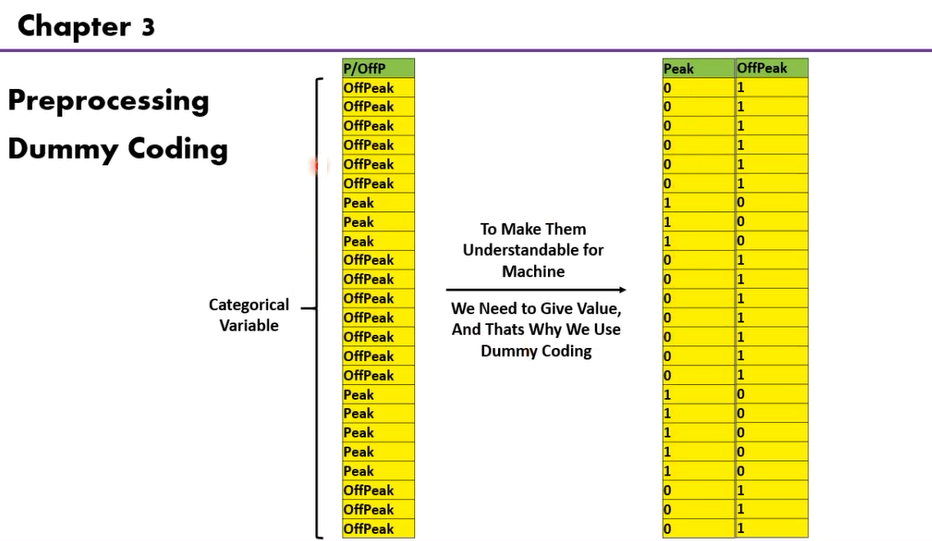 Chapter 3
Preprocessing
Dummy Coding
Categorical
Variable
P/OffP
OffPeak
OffPeak
OffPeak
OffPeak
OffPeak
OffPeak
Peak
Peak
Peak
OffPeak
OffPeak
OffPeak
OffPeak
OffPeak
OffPeak
OffPeak
Peak
Peak
Peak
Peak
Peak
OffPeak
OffPeak
OffPeak
To Make Them
Understandable for
Machine
We Need to Give Value,
And Thats Why We Use
Dummy Coding
Peak OffPeak
0 1
0 1
0 1
0 1
0 1
0 1
1 0
1 0
1 0
0 1
0 1
0 1
0 1
0 1
0 1
0 1
1 0
1 0
1 0
1 0
1 0
0 1
0 1
0 1